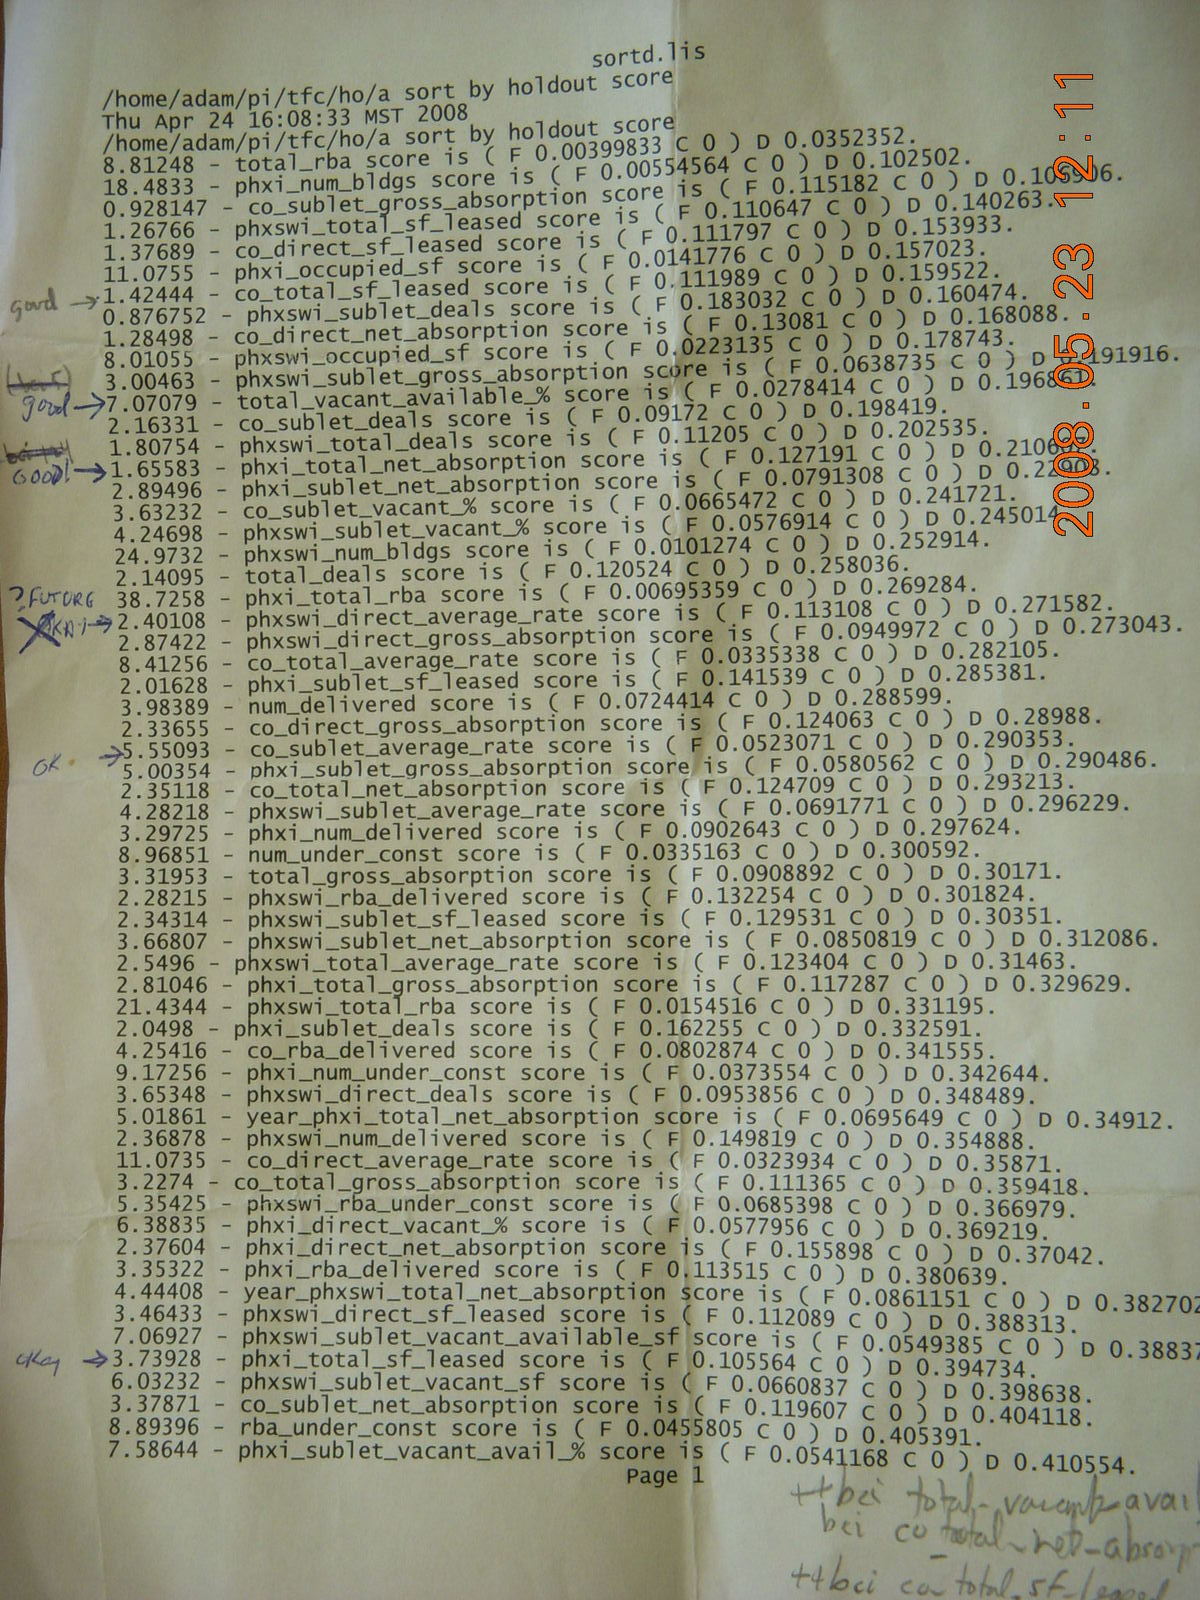 sortd.lis
/home/adam/pi/tfc/ho/a sort by holdout score
Thu Apr 24 16:08:33 MST 2008
/home/adam/pi/tfc/ho/a sort by holdout score
8.81248 - total_rba score is ( F 0.00399833 C 0 ) D 0.0352352.
18.4833 - phxi_num_bldgs score is ( F 0.00554564 C 0 ) D 0.102502.
0.928147 - co_sublet_gross_absorption score is ( F 0.115182 C 0 ) D
1.26766 - phxswi_total_sf_leased score is ( F 0.110647 C 0 ) D 0.140263.
1.37689 - co_direct_sf_leased score is ( F 0.111797 C 0 ) D 0.153933.
11.0755 - phxi_occupied_sf score is ( F 0.0141776 C 0 ) D 0.157023.
good → 1.42444 - co_total_sf_leased score is ( F 0.111989 C 0 ) D 0.159522.
0.876752 - phxswi_sublet_deals score is ( F 0.183032 C 0 ) D 0.160474.
1.28498 - co_direct_net_absorption score is ( F 0.13081 C 0 ) D 0.168088.
8.01055 - phxswi_occupied_sf score is ( F 0.0223135 C 0 ) D 0.178743.
3.00463 - phxswi_sublet_gross_absorption score is ( F 0.0638735 C 0 ) D 0.191916.
good → 7.07079 - total_vacant_available_% score is ( F 0.0278414 C 0 ) D 0.196861.
2.16331 - co_sublet_deals score is ( F 0.09172 C 0 ) D 0.198419.
1.80754 - phxswi_total_deals score is ( F 0.11205 C 0 ) D 0.202535.
GOOD! → 1.65583 - phxi_total_net_absorption score is ( F 0.127191 C 0 ) D
2.89496 - phxi_sublet_net_absorption score is ( F 0.0791308 C 0 ) D
3.63232 - co_sublet_vacant_% score is ( F 0.0665472 C 0 ) D 0.241721.
4.24698 - phxswi_sublet_vacant_% score is ( F 0.0576914 C 0 ) D 0.245014.
24.9732 - phxswi_num_bldgs score is ( F 0.0101274 C 0 ) D 0.252914.
2.14095 - total_deals score is ( F 0.120524 C 0 ) D 0.258036.
? FUTURE 38.7258 - phxi_total_rba score is ( F 0.00695359 C 0 ) D 0.269284.
→ 2.40108 - phxswi_direct_average_rate score is ( F 0.113108 C 0 ) D 0.271582.
2.87422 - phxswi_direct_gross_absorption score is ( F 0.0949972 C 0 ) D 0.273043.
8.41256 - co_total_average_rate score is ( F 0.0335338 C 0 ) D 0.282105.
2.01628 - phxi_sublet_sf_leased score is ( F 0.141539 C 0 ) D 0.285381.
3.98389 - num_delivered score is ( F 0.0724414 C 0 ) D 0.288599.
2.33655 - co_direct_gross_absorption score is ( F 0.124063 C 0 ) D 0.28988.
OK → 5.55093 - co_sublet_average_rate score is ( F 0.0523071 C 0 ) D 0.290353.
5.00354 - phxi_sublet_gross_absorption score is ( F 0.0580562 C 0 ) D 0.290486.
2.35118 - co_total_net_absorption score is ( F 0.124709 C 0 ) D 0.293213.
4.28218 - phxswi_sublet_average_rate score is ( F 0.0691771 C 0 ) D 0.296229.
3.29725 - phxi_num_delivered score is ( F 0.0902643 C 0 ) D 0.297624.
8.96851 - num_under_const score is ( F 0.0335163 C 0 ) D 0.300592.
3.31953 - total_gross_absorption score is ( F 0.0908892 C 0 ) D 0.30171.
2.28215 - phxswi_rba_delivered score is ( F 0.132254 C 0 ) D 0.301824.
2.34314 - phxswi_sublet_sf_leased score is ( F 0.129531 C 0 ) D 0.30351.
3.66807 - phxswi_sublet_net_absorption score is ( F 0.0850819 C 0 ) D 0.312086.
2.5496 - phxswi_total_average_rate score is ( F 0.123404 C 0 ) D 0.31463.
2.81046 - phxi_total_gross_absorption score is ( F 0.117287 C 0 ) D 0.329629.
21.4344 - phxswi_total_rba score is ( F 0.0154516 C 0 ) D 0.331195.
2.0498 - phxi_sublet_deals score is ( F 0.162255 C 0 ) D 0.332591.
4.25416 - co_rba_delivered score is ( F 0.0802874 C 0 ) D 0.341555.
9.17256 - phxi_num_under_const score is ( F 0.0373554 C 0 ) D 0.342644.
3.65348 - phxswi_direct_deals score is ( F 0.0953856 C 0 ) D 0.348489.
5.01861 - year_phxi_total_net_absorption score is ( F 0.0695649 C 0 ) D 0.34912.
2.36878 - phxswi_num_delivered score is ( F 0.149819 C 0 ) D 0.354888.
11.0735 - co_direct_average_rate score is ( F 0.0323934 C 0 ) D 0.35871.
3.2274 - co_total_gross_absorption score is ( F 0.111365 C 0 ) D 0.359418.
5.35425 - phxswi_rba_under_const score is ( F 0.0685398 C 0 ) D 0.366979.
6.38835 - phxi_direct_vacant_% score is ( F 0.0577956 C 0 ) D 0.369219.
2.37604 - phxi_direct_net_absorption score is ( F 0.155898 C 0 ) D 0.37042.
3.35322 - phxi_rba_delivered score is ( F 0.113515 C 0 ) D 0.380639.
4.44408 - year_phxswi_total_net_absorption score is ( F 0.0861151 C 0 ) D 0.382702
3.46433 - phxswi_direct_sf_leased score is ( F 0.112089 C 0 ) D 0.388313.
7.06927 - phxswi_sublet_vacant_available_sf score is ( F 0.0549385 C 0 ) D 0.38837
okay → 3.73928 - phxi_total_sf_leased score is ( F 0.105564 C 0 ) D 0.394734.
6.03232 - phxswi_sublet_vacant_sf score is ( F 0.0660837 C 0 ) D 0.398638.
3.37871 - co_sublet_net_absorption score is ( F 0.119607 C 0 ) D 0.404118.
8.89396 - rba_under_const score is ( F 0.0455805 C 0 ) D 0.405391.
7.58644 - phxi_sublet_vacant_avail_% score is ( F 0.0541168 C 0 ) D 0.410554.
Page 1
++bei total-vacant-avai
bei co_total-net-absorp
++bei co-total.sf-leased
2008.05.23 12:11